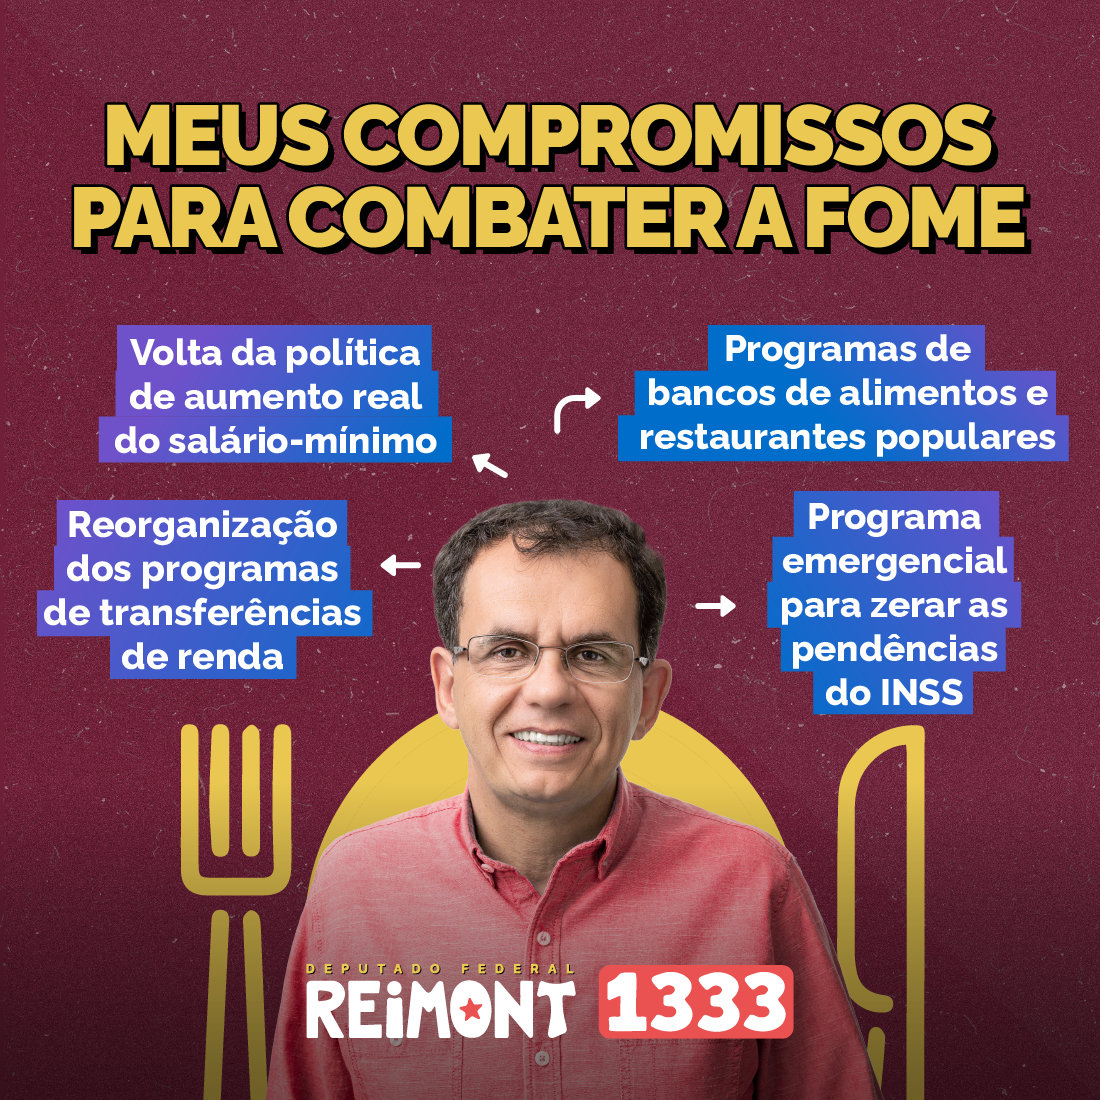 MEUS COMPROMISSOS
PARA COMBATER A FOME
Volta da política
de aumento real
do salário-mínimo
Programas de
bancos de alimentos e
restaurantes populares
Reorganização
dos programas
de transferências
de renda
Programa
emergencial
para zerar as
pendências
do INSS
DEPUTADO FEDERAL
REiMONT 1333